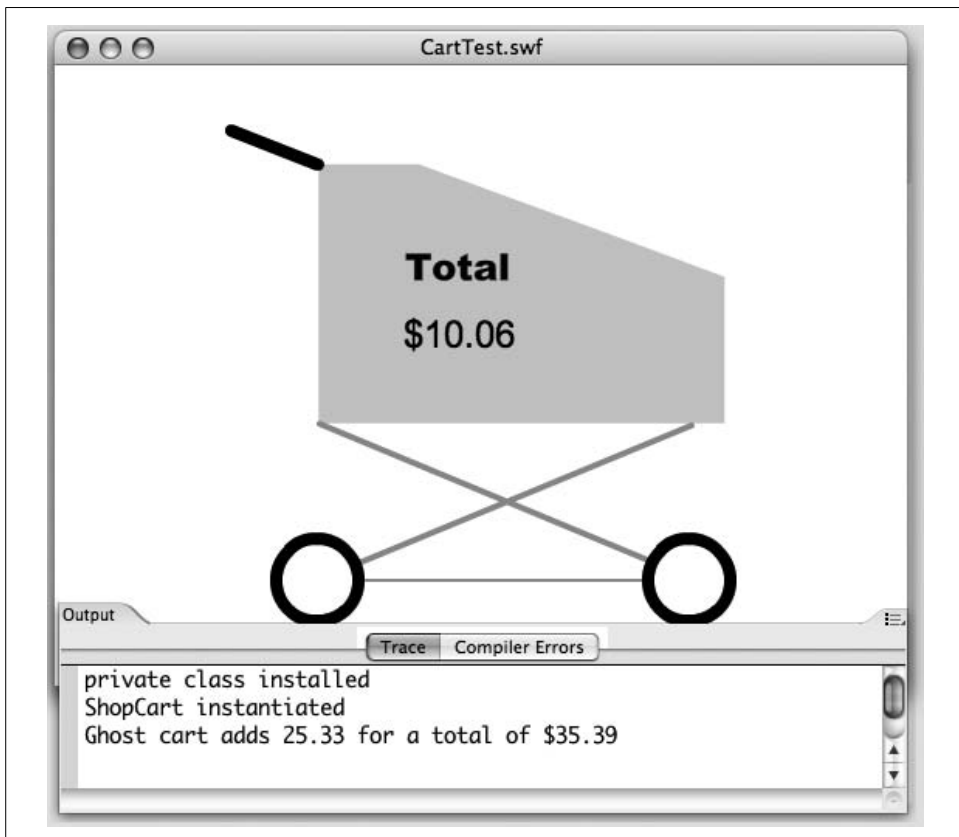 CartTest.swf
Total
$10.06
Output
Trace Compiler Errors
private class installed
ShopCart instantiated
Ghost cart adds 25.33 for a total of $35.39